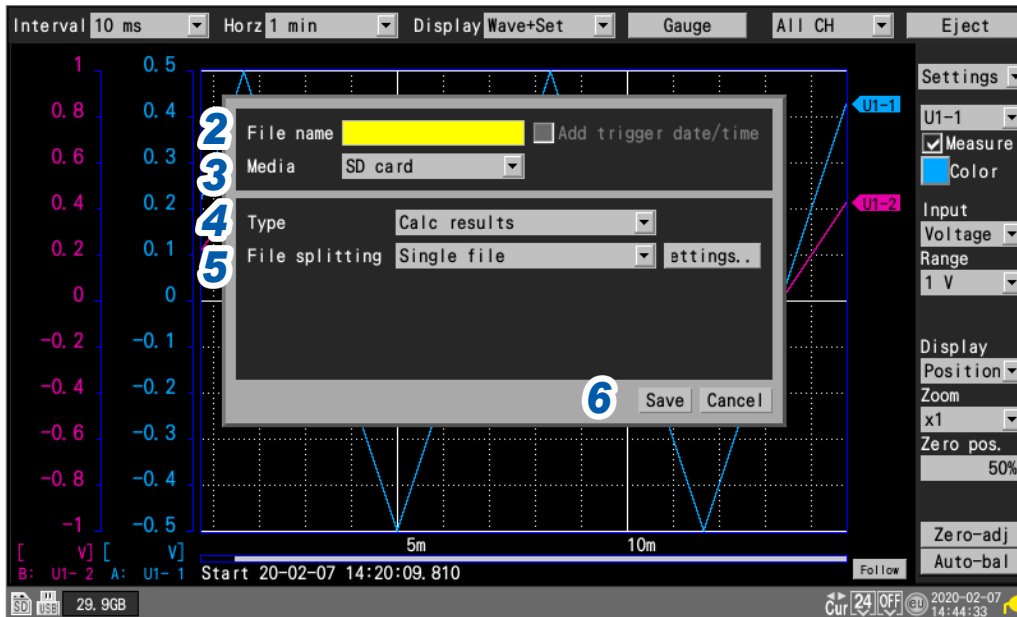 Interval 10 ms Horz 1 min Display Wave+Set Gauge All CH Eject
1 0.5
0.8 0.4
0.6 0.3
0.4 0.2
0.2 0.1
0 0
-0.2 -0.1
-0.4 -0.2
-0.6 -0.3
-0.8 -0.4
-1 -0.5
[ V] [ V]
B: U1- 2 A: U1- 1
2 File name Add trigger date/time
3 Media SD card
4 Type Calc results
5 File splitting Single file ettings..
6 Save Cancel
U1-1
U1-2
5m 10m
Start 20-02-07 14:20:09.810
Follow
Settings
U1-1
Measure
Color
Input
Voltage
Range
1 V
Display
Position
Zoom
x1
Zero pos.
50%
Zero-adj
Auto-bal
SD USB 29.9GB
Cur 24 OFF eu 2020-02-07
14:44:33